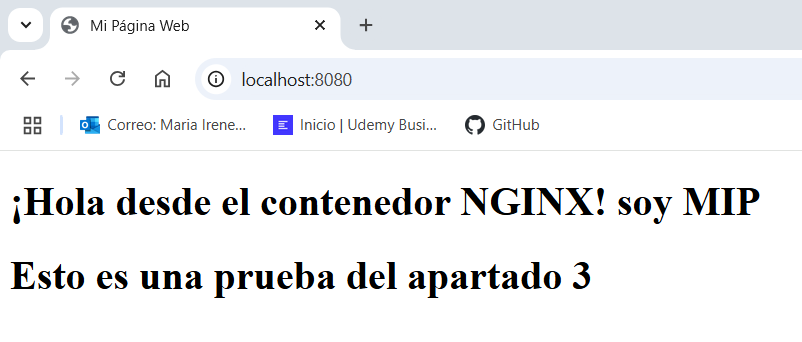 Mi Página Web
localhost:8080
Correo: Maria Irene...
Inicio | Udemy Busi...
GitHub
¡Hola desde el contenedor NGINX! soy MIP
Esto es una prueba del apartado 3